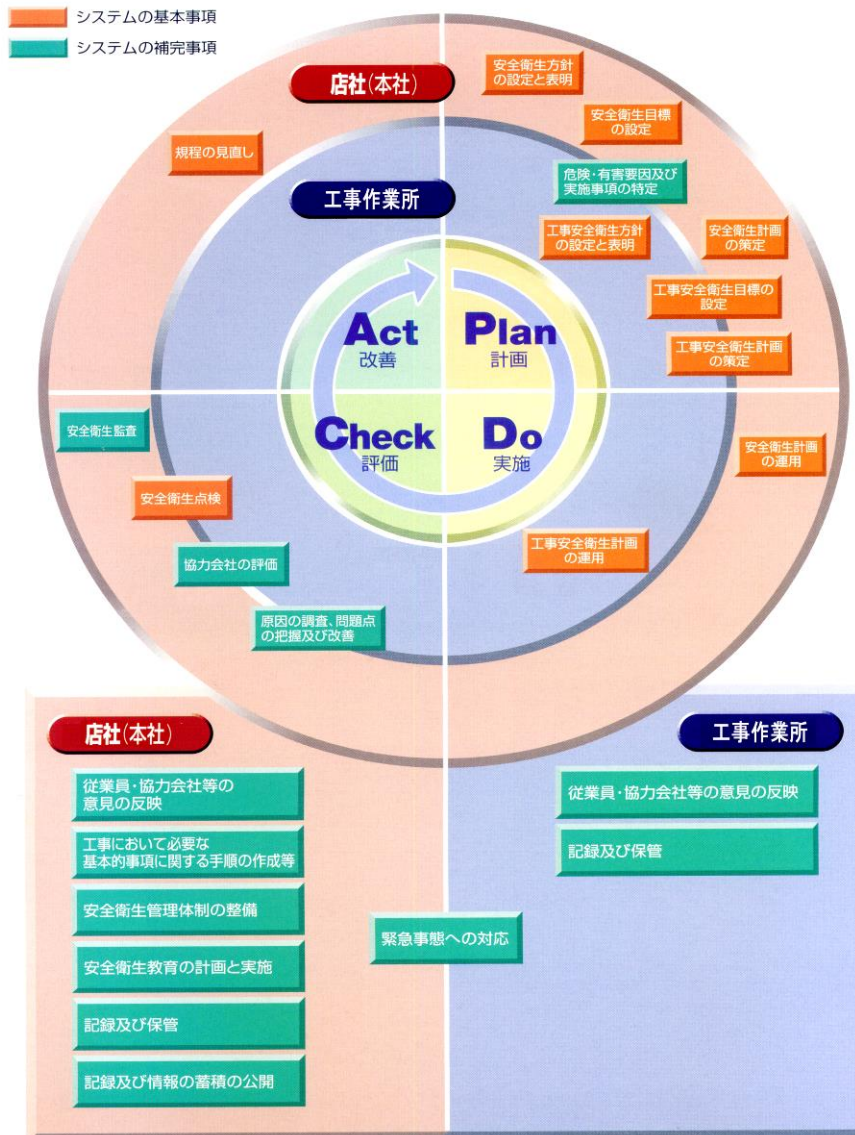 システムの基本事項
システムの補完事項
店社(本社)
安全衛生方針
の設定と表明
安全衛生目標
の設定
規程の見直し
危険・有害要因及び
実施事項の特定
工事作業所
工事安全衛生方針
の設定と表明
安全衛生計画
の策定
工事安全衛生目標の
設定
工事安全衛生計画
の策定
Act
改善
Plan
計画
Check
評価
Do
実施
安全衛生監査
安全衛生計画
の運用
安全衛生点検
工事安全衛生計画
の運用
協力会社の評価
原因の調査、問題点
の把握及び改善
店社(本社)
従業員・協力会社等の
意見の反映
工事において必要な
基本的事項に関する手順の作成等
安全衛生管理体制の整備
安全衛生教育の計画と実施
記録及び保管
記録及び情報の蓄積の公開
緊急事態への対応
工事作業所
従業員・協力会社等の意見の反映
記録及び保管